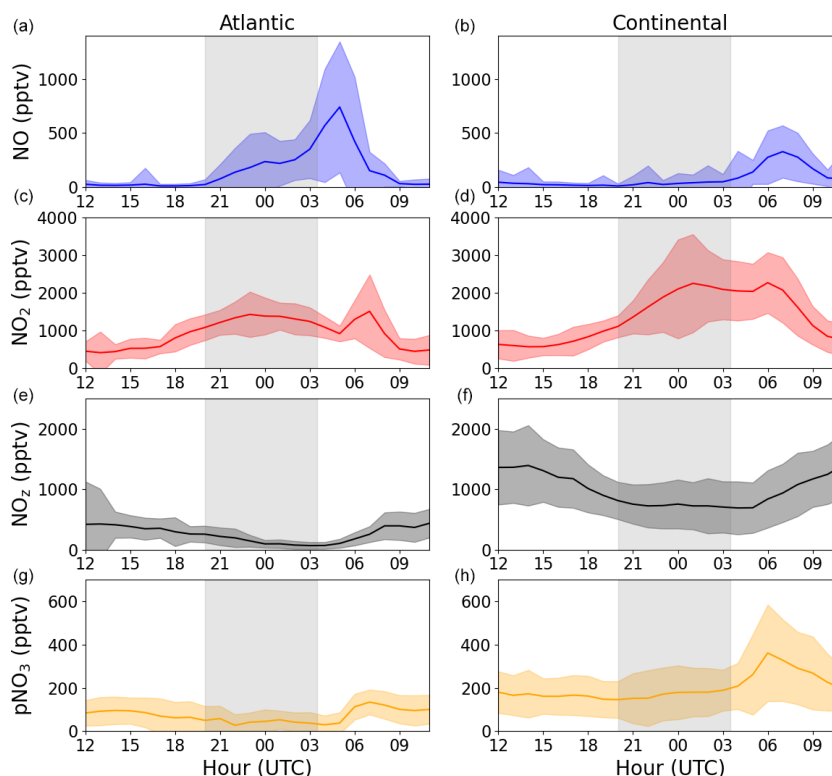 Atlantic
Continental
(a)
NO (pptv)
1000
500
0
12 15 18 21 00 03 06 09
(b)
1000
500
0
12 15 18 21 00 03 06 09
(c)
NO₂ (pptv)
4000
3000
2000
1000
0
12 15 18 21 00 03 06 09
(d)
4000
3000
2000
1000
0
12 15 18 21 00 03 06 09
(e)
NO_z (pptv)
2000
1000
0
12 15 18 21 00 03 06 09
(f)
2000
1000
0
12 15 18 21 00 03 06 09
(g)
pNO₃ (pptv)
600
400
200
0
12 15 18 21 00 03 06 09
Hour (UTC)
(h)
600
400
200
0
12 15 18 21 00 03 06 09
Hour (UTC)